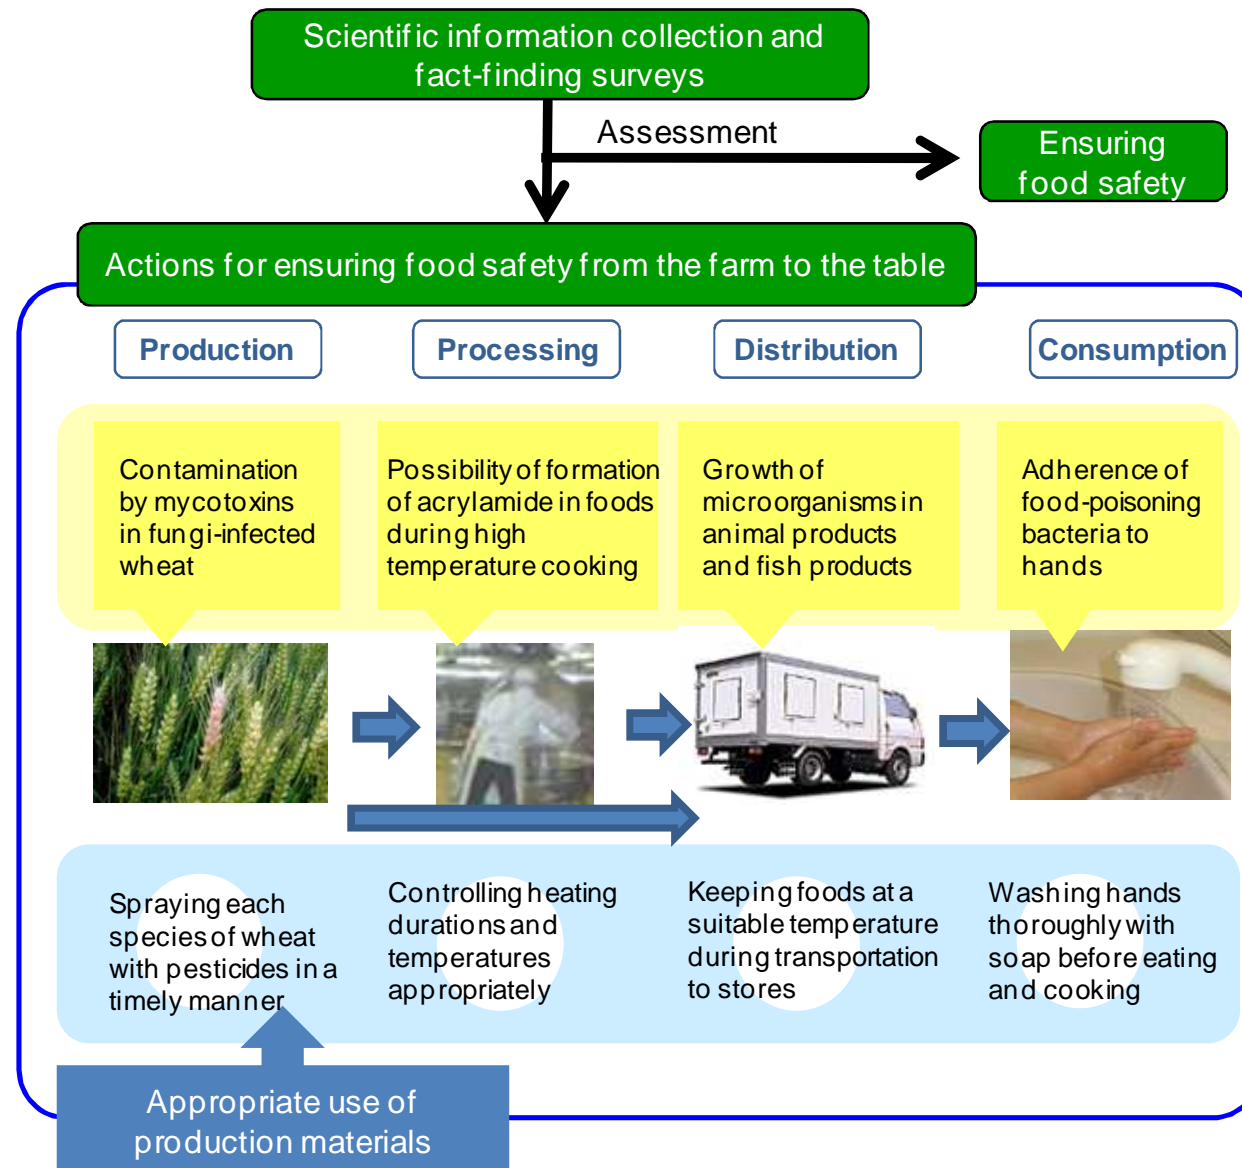 Scientific information collection and
fact-finding surveys
Assessment
Ensuring
food safety
Actions for ensuring food safety from the farm to the table
Production
Processing
Distribution
Consumption
Contamination
by mycotoxins
in fungi-infected
wheat
Possibility of formation
of acrylamide in foods
during high
temperature cooking
Growth of
microorganisms in
animal products
and fish products
Adherence of
food-poisoning
bacteria to
hands
Spraying each
species of wheat
with pesticides in a
timely manner
Controlling heating
durations and
temperatures
appropriately
Keeping foods at a
suitable temperature
during transportation
to stores
Washing hands
thoroughly with
soap before eating
and cooking
Appropriate use of
production materials